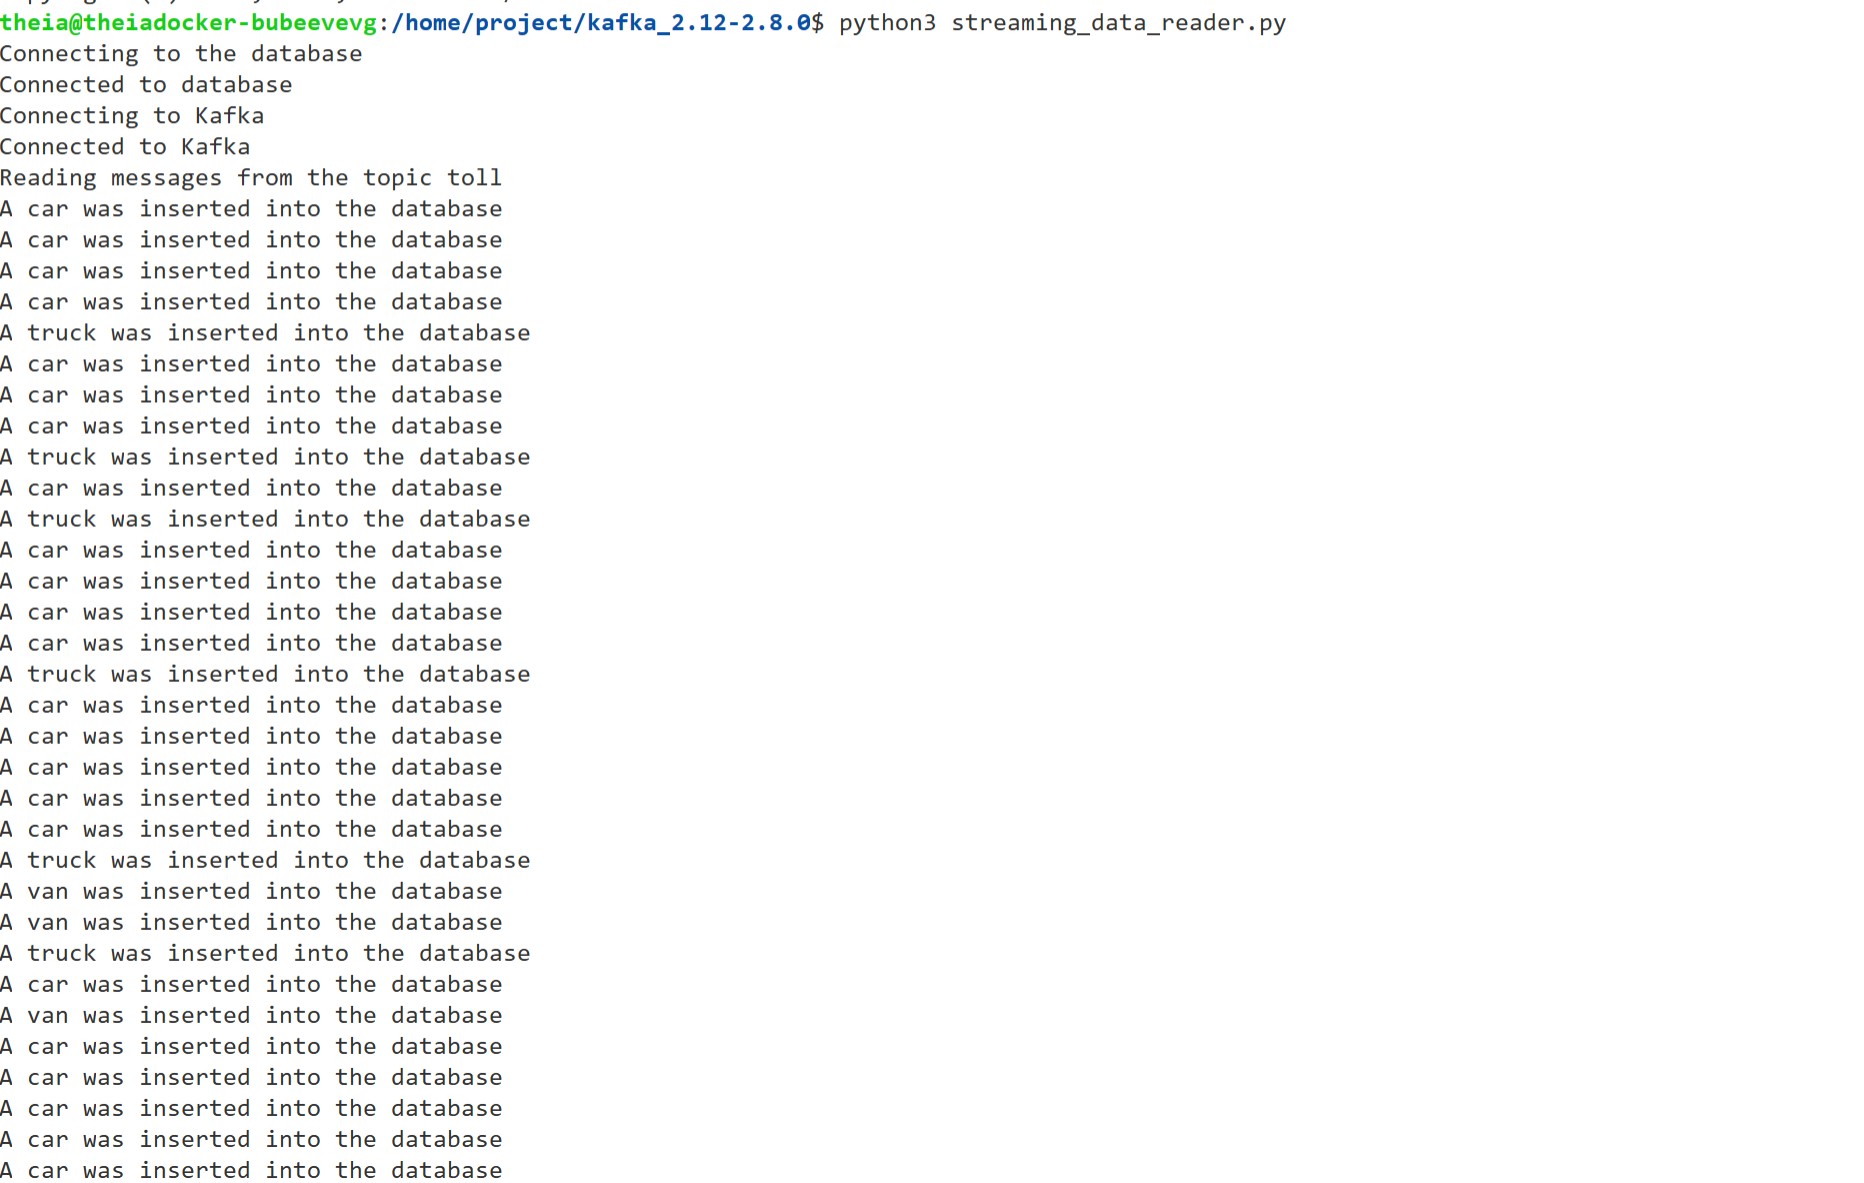 theia@theiadocker-bubeevevg:/home/project/kafka_2.12-2.8.0$ python3 streaming_data_reader.py
Connecting to the database
Connected to database
Connecting to Kafka
Connected to Kafka
Reading messages from the topic toll
A car was inserted into the database
A car was inserted into the database
A car was inserted into the database
A car was inserted into the database
A truck was inserted into the database
A car was inserted into the database
A car was inserted into the database
A car was inserted into the database
A truck was inserted into the database
A car was inserted into the database
A truck was inserted into the database
A car was inserted into the database
A car was inserted into the database
A car was inserted into the database
A car was inserted into the database
A truck was inserted into the database
A car was inserted into the database
A car was inserted into the database
A car was inserted into the database
A car was inserted into the database
A car was inserted into the database
A truck was inserted into the database
A van was inserted into the database
A van was inserted into the database
A truck was inserted into the database
A car was inserted into the database
A van was inserted into the database
A car was inserted into the database
A car was inserted into the database
A car was inserted into the database
A car was inserted into the database
A car was inserted into the database